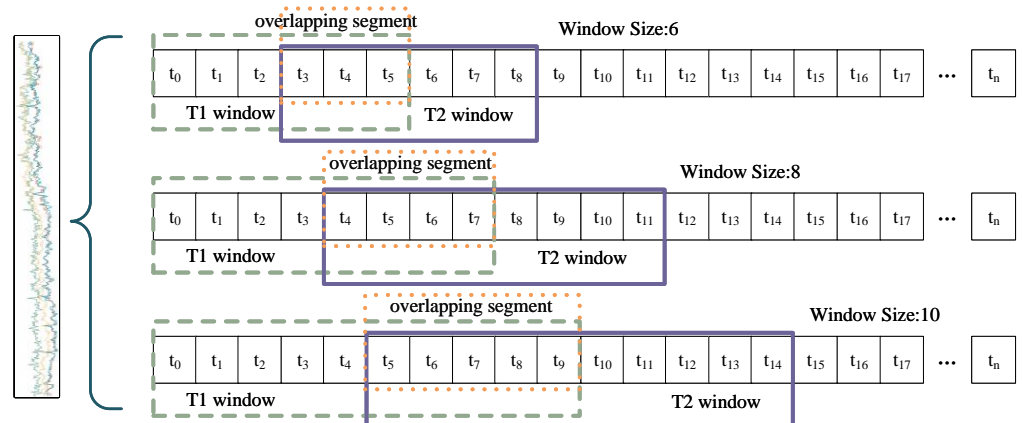 overlapping segment Window Size:6
t₀ t₁ t₂ t₃ t₄ t₅ t₆ t₇ t₈ t₉ t₁₀ t₁₁ t₁₂ t₁₃ t₁₄ t₁₅ t₁₆ t₁₇ ... tₙ
T1 window T2 window
overlapping segment Window Size:8
t₀ t₁ t₂ t₃ t₄ t₅ t₆ t₇ t₈ t₉ t₁₀ t₁₁ t₁₂ t₁₃ t₁₄ t₁₅ t₁₆ t₁₇ ... tₙ
T1 window T2 window
overlapping segment Window Size:10
t₀ t₁ t₂ t₃ t₄ t₅ t₆ t₇ t₈ t₉ t₁₀ t₁₁ t₁₂ t₁₃ t₁₄ t₁₅ t₁₆ t₁₇ ... tₙ
T1 window T2 window